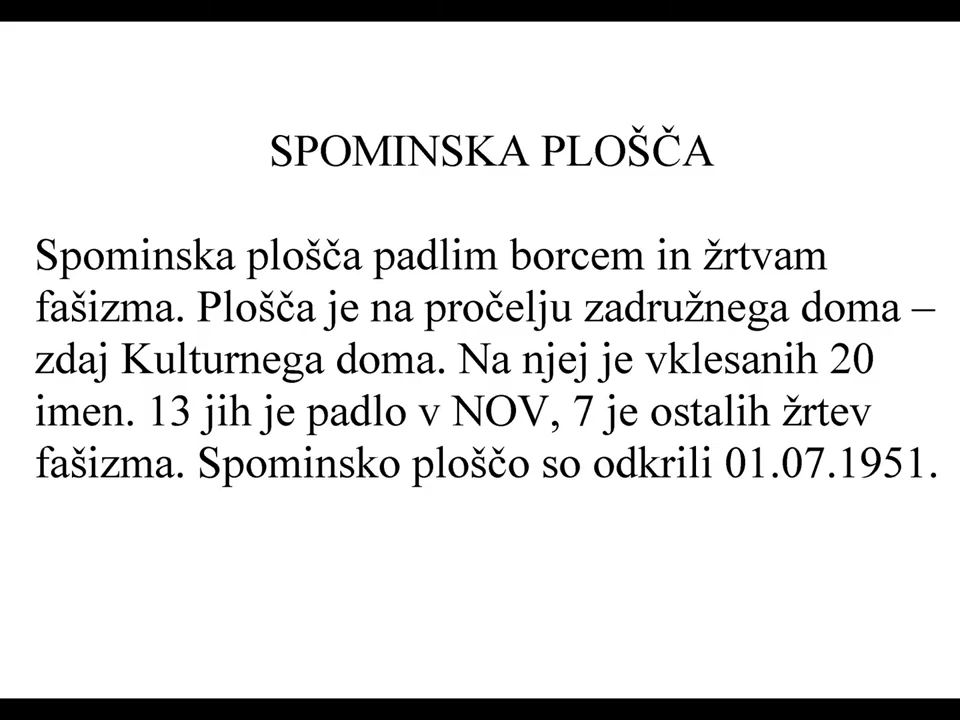 SPOMINSKA PLOŠČA
Spominska plošča padlim borcem in žrtvam
fašizma. Plošča je na pročelju zadružnega doma –
zdaj Kulturnega doma. Na njej je vklesanih 20
imen. 13 jih je padlo v NOV, 7 je ostalih žrtev
fašizma. Spominsko ploščo so odkrili 01.07.1951.